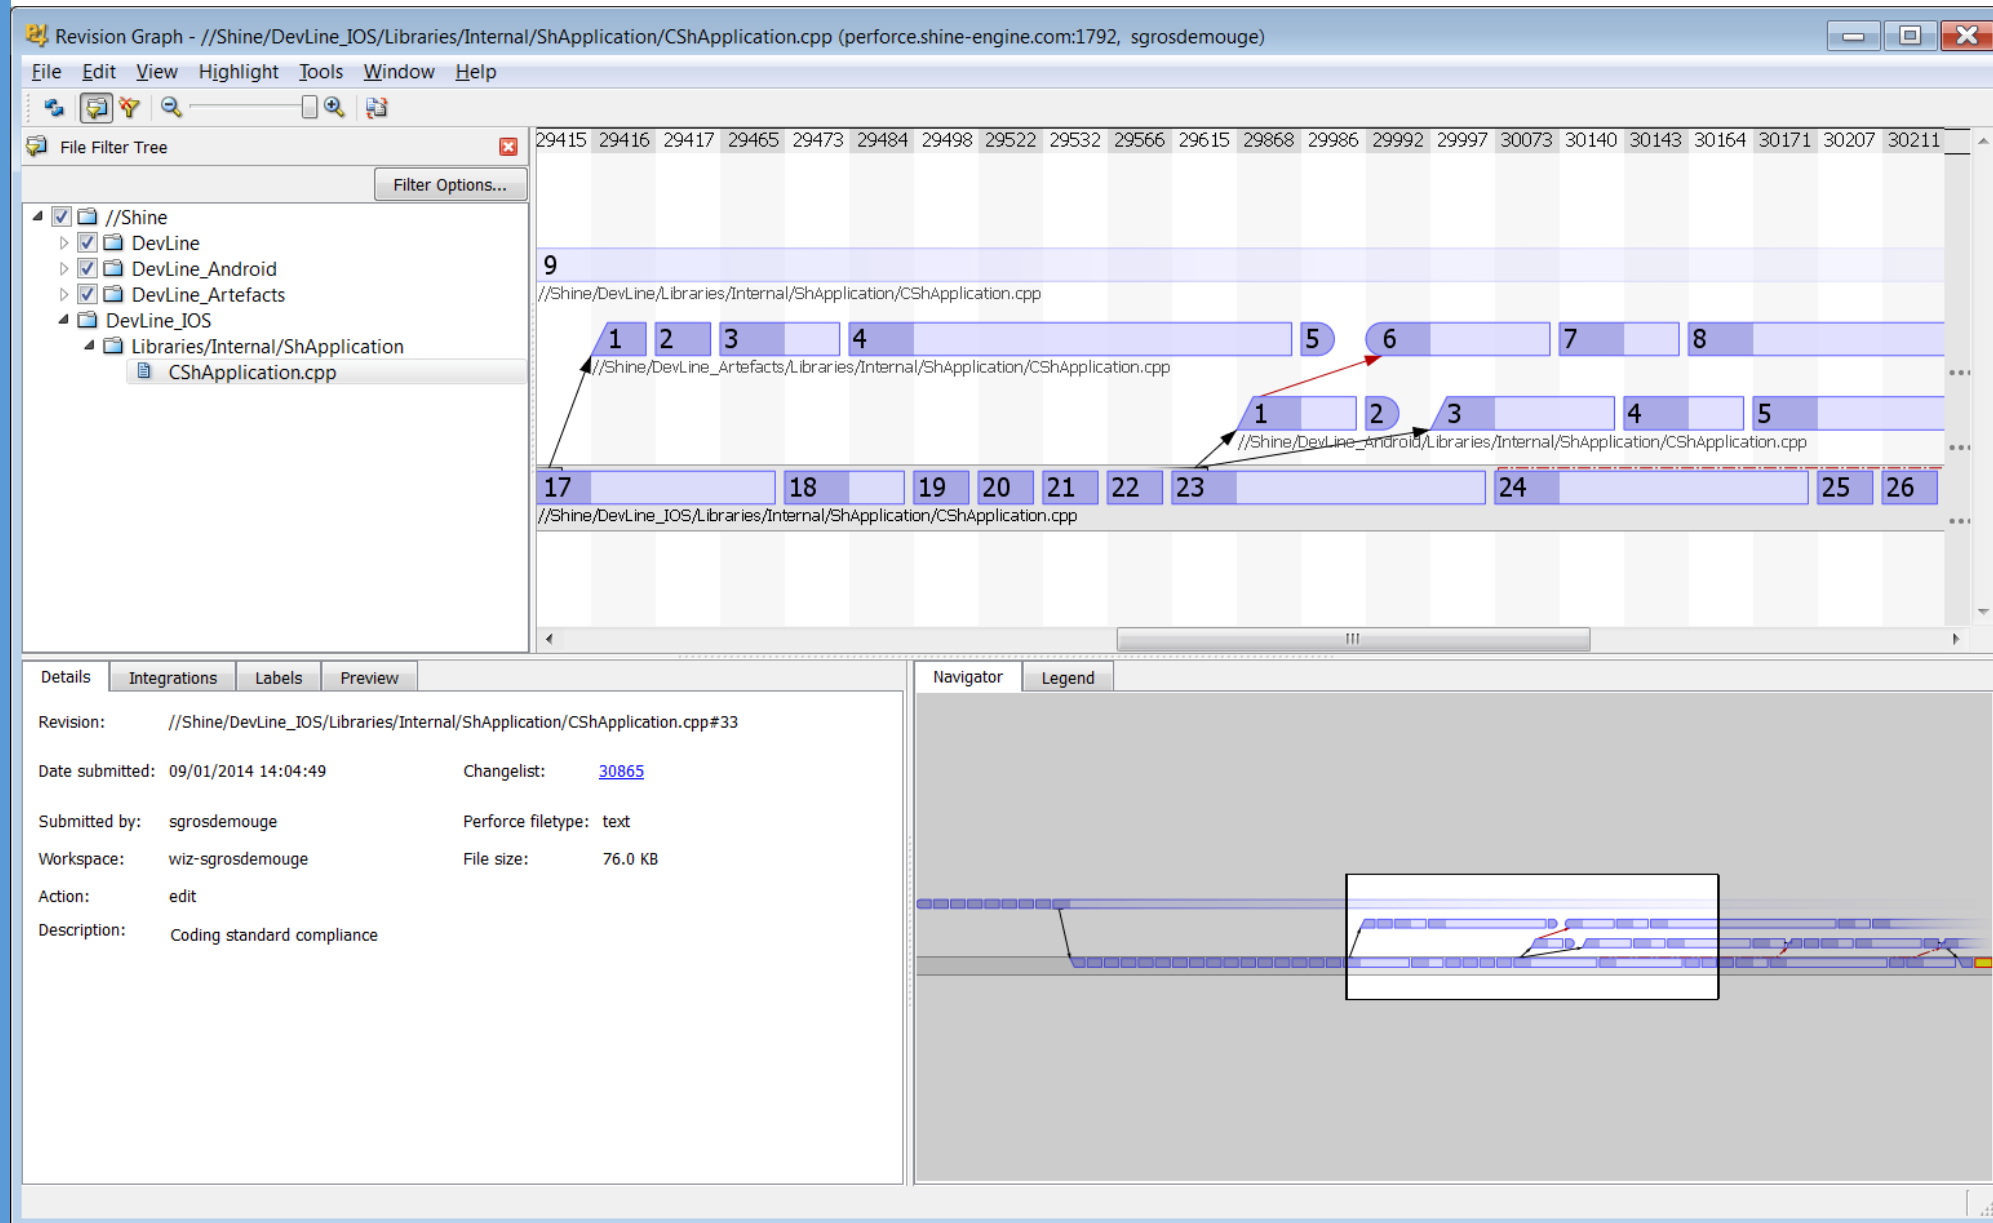 Revision Graph - //Shine/DevLine_IOS/Libraries/Internal/ShApplication/CShApplication.cpp (perforce.shine-engine.com:1792, sgrosdemouge)
File Edit View Highlight Tools Window Help
File Filter Tree
Filter Options...
//Shine
DevLine
DevLine_Android
DevLine_Artefacts
DevLine_IOS
Libraries/Internal/ShApplication
CShApplication.cpp
29415 29416 29417 29465 29473 29484 29498 29522 29532 29566 29615 29868 29986 29992 29997 30073 30140 30143 30164 30171 30207 30211
9
//Shine/DevLine/Libraries/Internal/ShApplication/CShApplication.cpp
1 2 3 4 5 6 7 8
//Shine/DevLine_Artefacts/Libraries/Internal/ShApplication/CShApplication.cpp
1 2 3 4 5
//Shine/DevLine_Android/Libraries/Internal/ShApplication/CShApplication.cpp
17 18 19 20 21 22 23 24 25 26
//Shine/DevLine_IOS/Libraries/Internal/ShApplication/CShApplication.cpp
Details Integrations Labels Preview
Revision: //Shine/DevLine_IOS/Libraries/Internal/ShApplication/CShApplication.cpp#33
Date submitted: 09/01/2014 14:04:49 Changelist: 30865
Submitted by: sgrosdemouge Perforce filetype: text
Workspace: wiz-sgrosdemouge File size: 76.0 KB
Action: edit
Description: Coding standard compliance
Navigator Legend